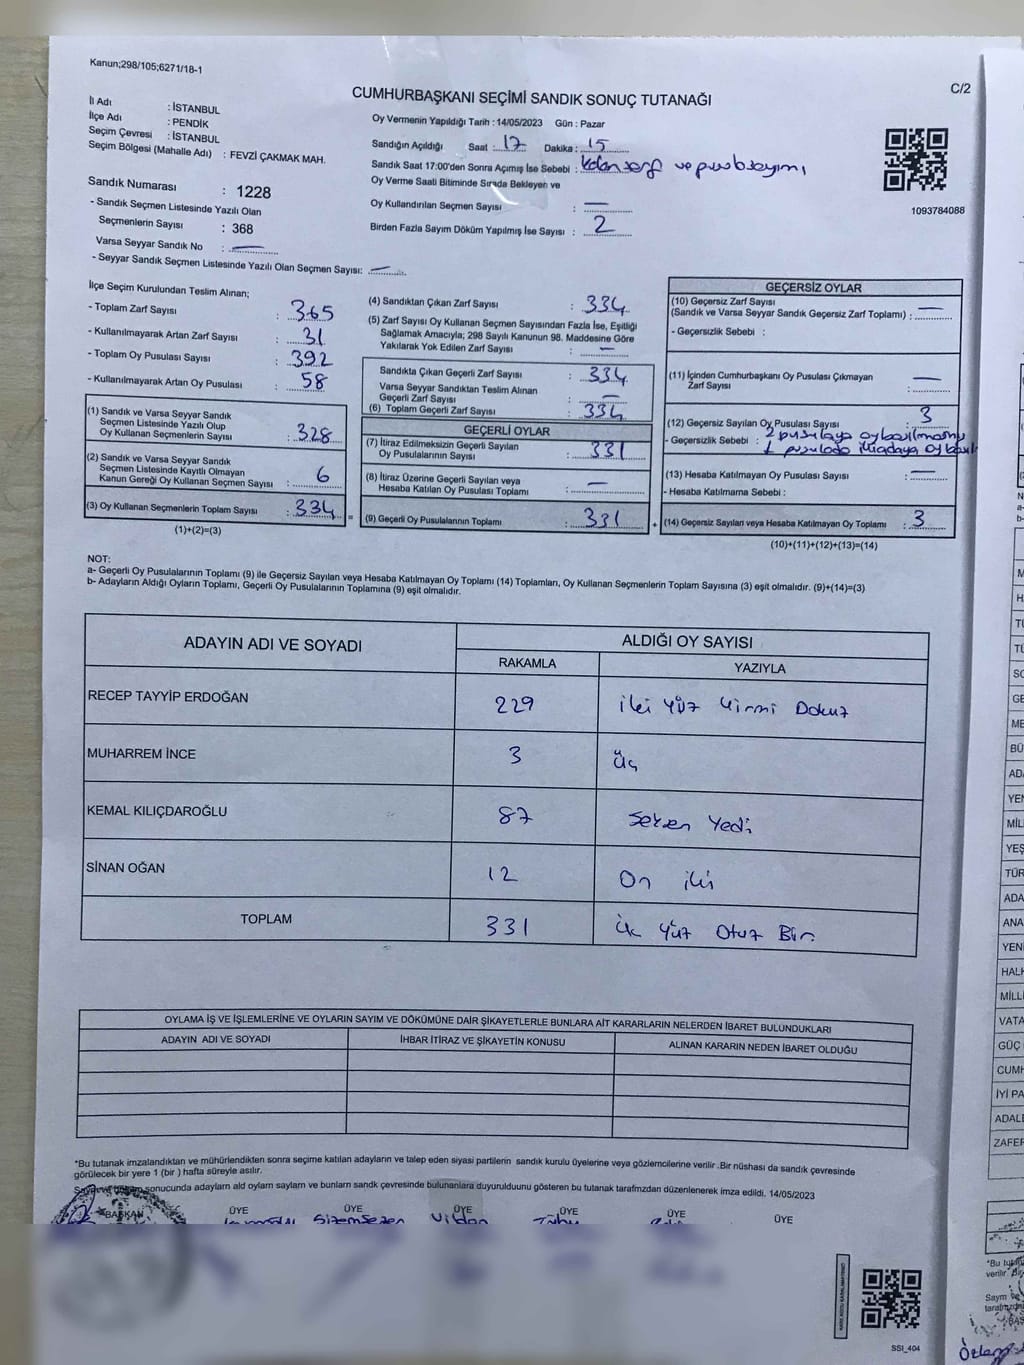 Kanun;298/105;6271/18-1
C/2
CUMHURBAŞKANI SEÇİMİ SANDIK SONUÇ TUTANAĞI
İl Adı : İSTANBUL
İlçe Adı : PENDİK
Seçim Çevresi : İSTANBUL
Seçim Bölgesi (Mahalle Adı) : FEVZİ ÇAKMAK MAH.
Oy Vermenin Yapıldığı Tarih : 14/05/2023 Gün : Pazar
Sandığın Açıldığı Saat : 17 Dakika : 15
Sandık Saat 17:00'den Sonra Açımış İse Sebebi : kalan zarf ve pusula sayımı
Oy Verme Saati Bitiminde Sırada Bekleyen ve
Oy Kullandırılan Seçmen Sayısı : —
Birden Fazla Sayım Döküm Yapılmış İse Sayısı : 2
1093784088
Sandık Numarası : 1228
- Sandık Seçmen Listesinde Yazılı Olan
Seçmenlerin Sayısı : 368
Varsa Seyyar Sandık No : —
- Seyyar Sandık Seçmen Listesinde Yazılı Olan Seçmen Sayısı: —
İlçe Seçim Kurulundan Teslim Alınan;
- Toplam Zarf Sayısı : 365
- Kullanılmayarak Artan Zarf Sayısı : 31
- Toplam Oy Pusulası Sayısı : 392
- Kullanılmayarak Artan Oy Pusulası : 58
(1) Sandık ve Varsa Seyyar Sandık
Seçmen Listesinde Yazılı Olup
Oy Kullanan Seçmenlerin Sayısı : 328
(2) Sandık ve Varsa Seyyar Sandık
Seçmen Listesinde Kayıtlı Olmayan
Kanun Gereği Oy Kullanan Seçmen Sayısı : 6
(3) Oy Kullanan Seçmenlerin Toplam Sayısı : 334 =
(1)+(2)=(3)
(4) Sandıktan Çıkan Zarf Sayısı : 334
(5) Zarf Sayısı Oy Kullanan Seçmen Sayısından Fazla İse, Eşitliği
Sağlamak Amacıyla; 298 Sayılı Kanunun 98. Maddesine Göre
Yakılarak Yok Edilen Zarf Sayısı : —
Sandıkta Çıkan Geçerli Zarf Sayısı : 334
Varsa Seyyar Sandıktan Teslim Alınan
Geçerli Zarf Sayısı : —
(6) Toplam Geçerli Zarf Sayısı : 334
GEÇERLİ OYLAR
(7) İtiraz Edilmeksizin Geçerli Sayılan
Oy Pusulalarının Sayısı : 331
(8) İtiraz Üzerine Geçerli Sayılan veya
Hesaba Katılan Oy Pusulası Toplamı : —
(9) Geçerli Oy Pusulalarının Toplamı : 331 +
GEÇERSİZ OYLAR
(10) Geçersiz Zarf Sayısı
(Sandık ve Varsa Seyyar Sandık Geçersiz Zarf Toplamı) : —
- Geçersizlik Sebebi :
(11) İçinden Cumhurbaşkanı Oy Pusulası Çıkmayan
Zarf Sayısı : —
(12) Geçersiz Sayılan Oy Pusulası Sayısı : 3
- Geçersizlik Sebebi : 2 pusulaya oy basılmamış
1 pusulada iki adaya oy
(13) Hesaba Katılmayan Oy Pusulası Sayısı : —
- Hesaba Katılmama Sebebi :
(14) Geçersiz Sayılan veya Hesaba Katılmayan Oy Toplamı : 3
(10)+(11)+(12)+(13)=(14)
NOT:
a- Geçerli Oy Pusulalarının Toplamı (9) ile Geçersiz Sayılan veya Hesaba Katılmayan Oy Toplamı (14) Toplamları, Oy Kullanan Seçmenlerin Toplam Sayısına (3) eşit olmalıdır. (9)+(14)=(3)
b- Adayların Aldığı Oyların Toplamı, Geçerli Oy Pusulalarının Toplamına (9) eşit olmalıdır.
ADAYIN ADI VE SOYADI
ALDIĞI OY SAYISI
RAKAMLA YAZIYLA
RECEP TAYYİP ERDOĞAN 229 iki Yüz Yirmi Dokuz
MUHARREM İNCE 3 Üç
KEMAL KILIÇDAROĞLU 87 Seksen Yedi
SİNAN OĞAN 12 On iki
TOPLAM 331 Üç Yüz Otuz Bir
OYLAMA İŞ VE İŞLEMLERİNE VE OYLARIN SAYIM VE DÖKÜMÜNE DAİR ŞİKAYETLERLE BUNLARA AİT KARARLARIN NELERDEN İBARET BULUNDUKLARI
ADAYIN ADI VE SOYADI İHBAR İTİRAZ VE ŞİKAYETİN KONUSU ALINAN KARARIN NEDEN İBARET OLDUĞU
*Bu tutanak imzalandıktan ve mühürlendikten sonra seçime katılan adayların ve talep eden siyasi partilerin sandık kurulu üyelerine veya gözlemcilerine verilir .Bir nüshası da sandık çevresinde
görülecek bir yere 1 (bir ) hafta süreyle asılır.
sonucunda adayların ald oyların sayların ve bunların sandk çevresinde bulunanlara duyurulduunu gösteren bu tutanak tarafmzdan düzenlenerek imza edildi. 14/05/2023
BAŞKAN ÜYE ÜYE ÜYE ÜYE ÜYE ÜYE
SSI_404